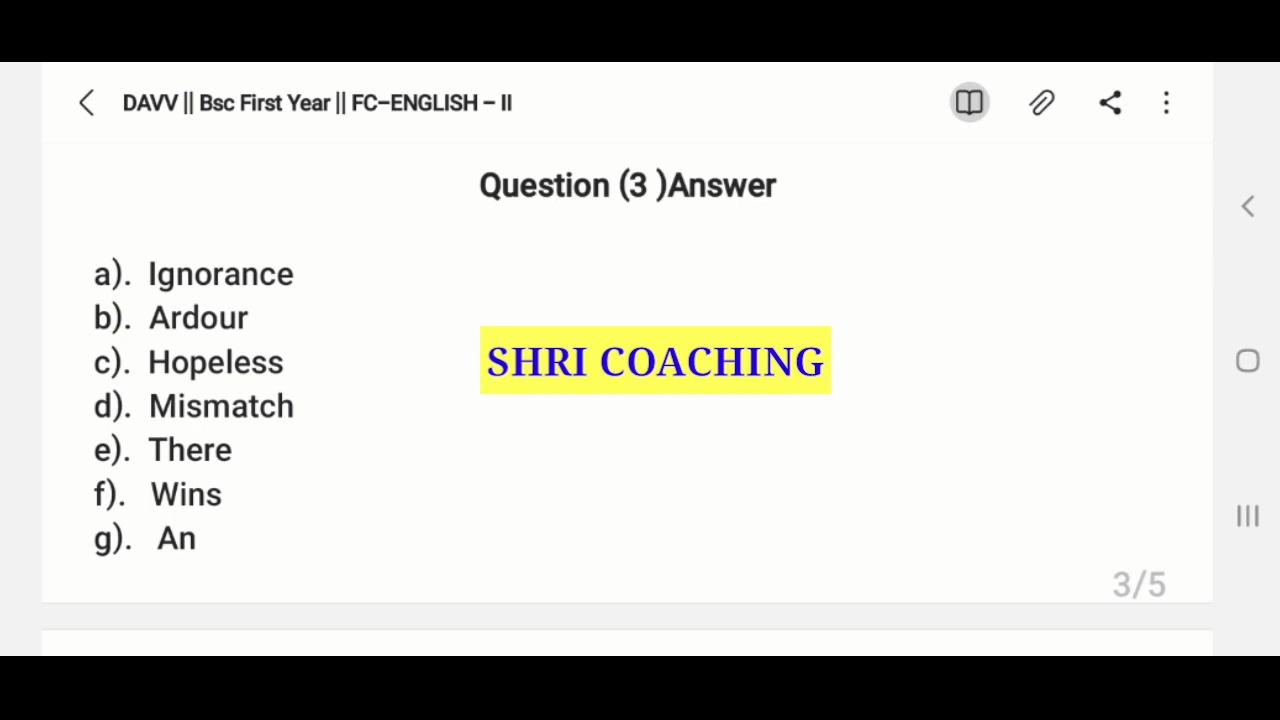 DAVV || Bsc First Year || FC-ENGLISH - II
Question (3 )Answer
a). Ignorance
b). Ardour
c). Hopeless
SHRI COACHING
d). Mismatch
e). There
f). Wins
g). An
3/5